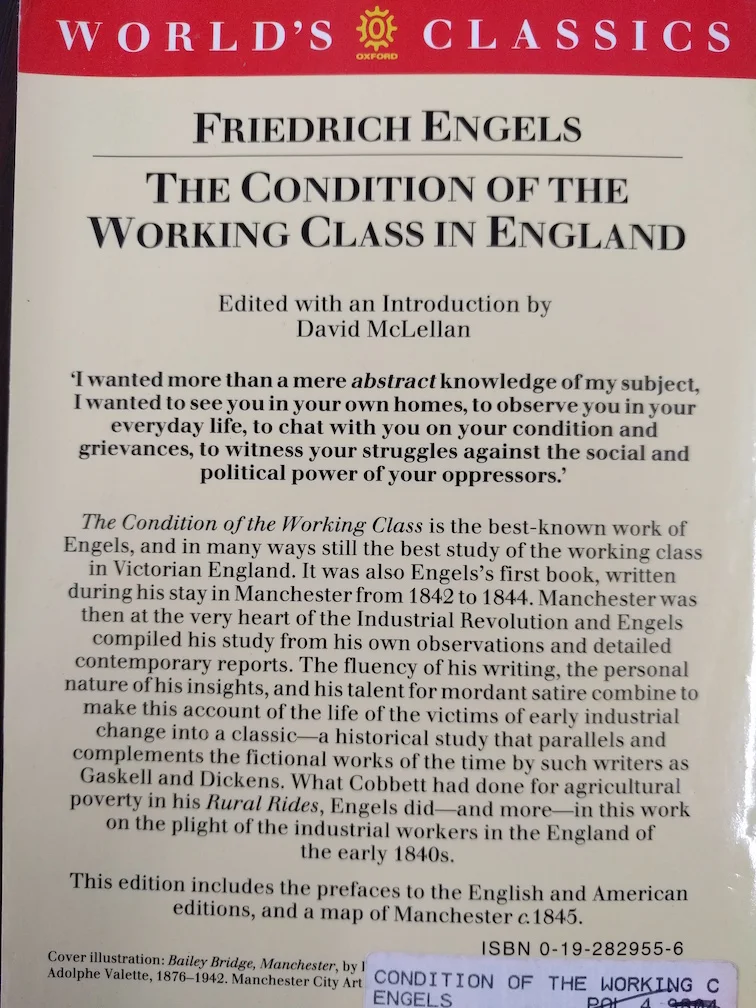 WORLD'S CLASSICS
OXFORD
FRIEDRICH ENGELS
THE CONDITION OF THE
WORKING CLASS IN ENGLAND
Edited with an Introduction by
David McLellan
‘I wanted more than a mere abstract knowledge of my subject,
I wanted to see you in your own homes, to observe you in your
everyday life, to chat with you on your condition and
grievances, to witness your struggles against the social and
political power of your oppressors.’
The Condition of the Working Class is the best-known work of
Engels, and in many ways still the best study of the working class
in Victorian England. It was also Engels's first book, written
during his stay in Manchester from 1842 to 1844. Manchester was
then at the very heart of the Industrial Revolution and Engels
compiled his study from his own observations and detailed
contemporary reports. The fluency of his writing, the personal
nature of his insights, and his talent for mordant satire combine to
make this account of the life of the victims of early industrial
change into a classic—a historical study that parallels and
complements the fictional works of the time by such writers as
Gaskell and Dickens. What Cobbett had done for agricultural
poverty in his Rural Rides, Engels did—and more—in this work
on the plight of the industrial workers in the England of
the early 1840s.
This edition includes the prefaces to the English and American
editions, and a map of Manchester c.1845.
ISBN 0-19-282955-6
Cover illustration: Bailey Bridge, Manchester, by
Adolphe Valette, 1876–1942. Manchester City Art
CONDITION OF THE WORKING C
ENGELS